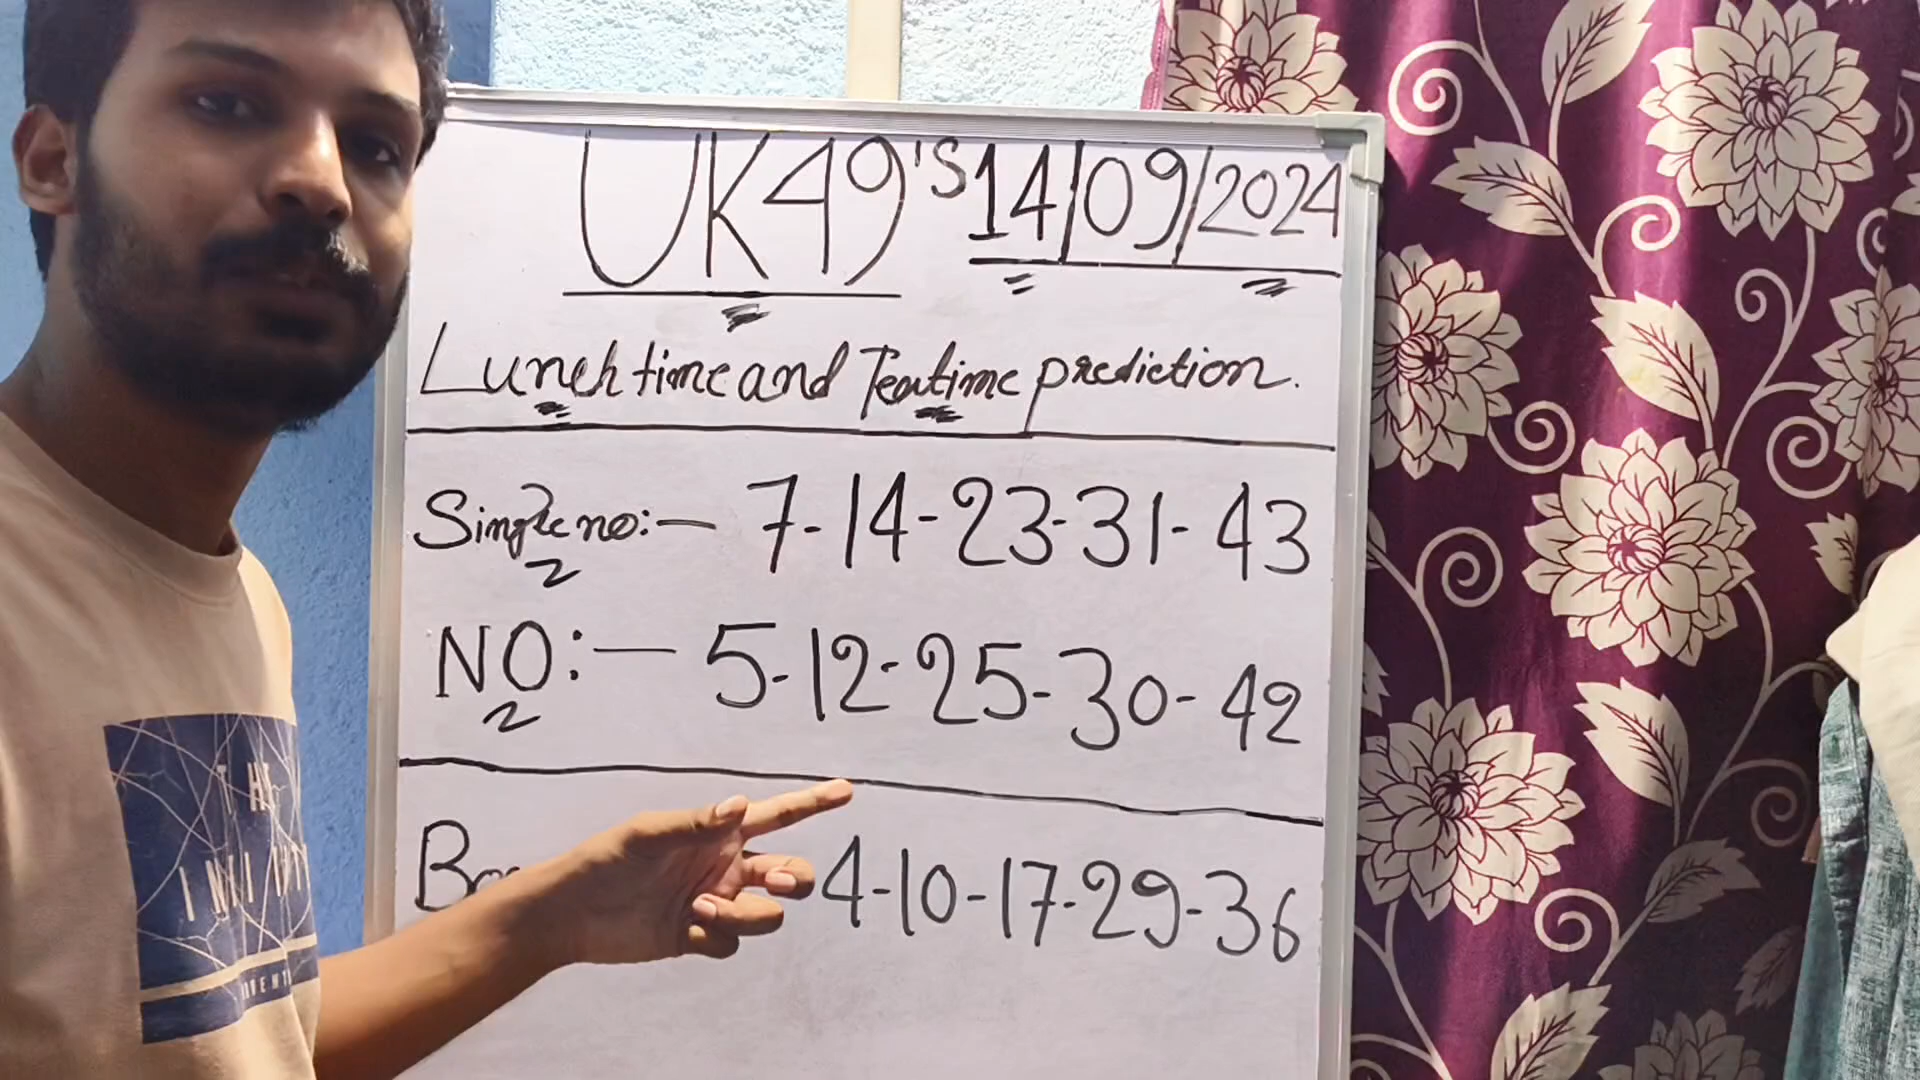 UK49's 14/09/2024
Lunch time and Teatime prediction.
Single no:— 7-14-23-31-43
NO:— 5-12-25-30-42
4-10-17-29-36
THE